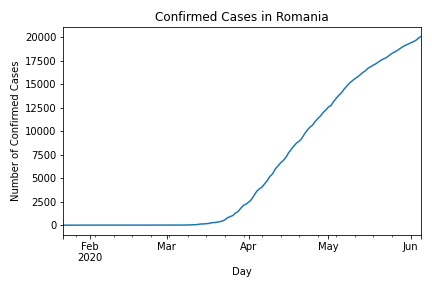 Confirmed Cases in Romania
Number of Confirmed Cases
20000
17500
15000
12500
10000
7500
5000
2500
0
Feb
2020
Mar
Apr
May
Jun
Day